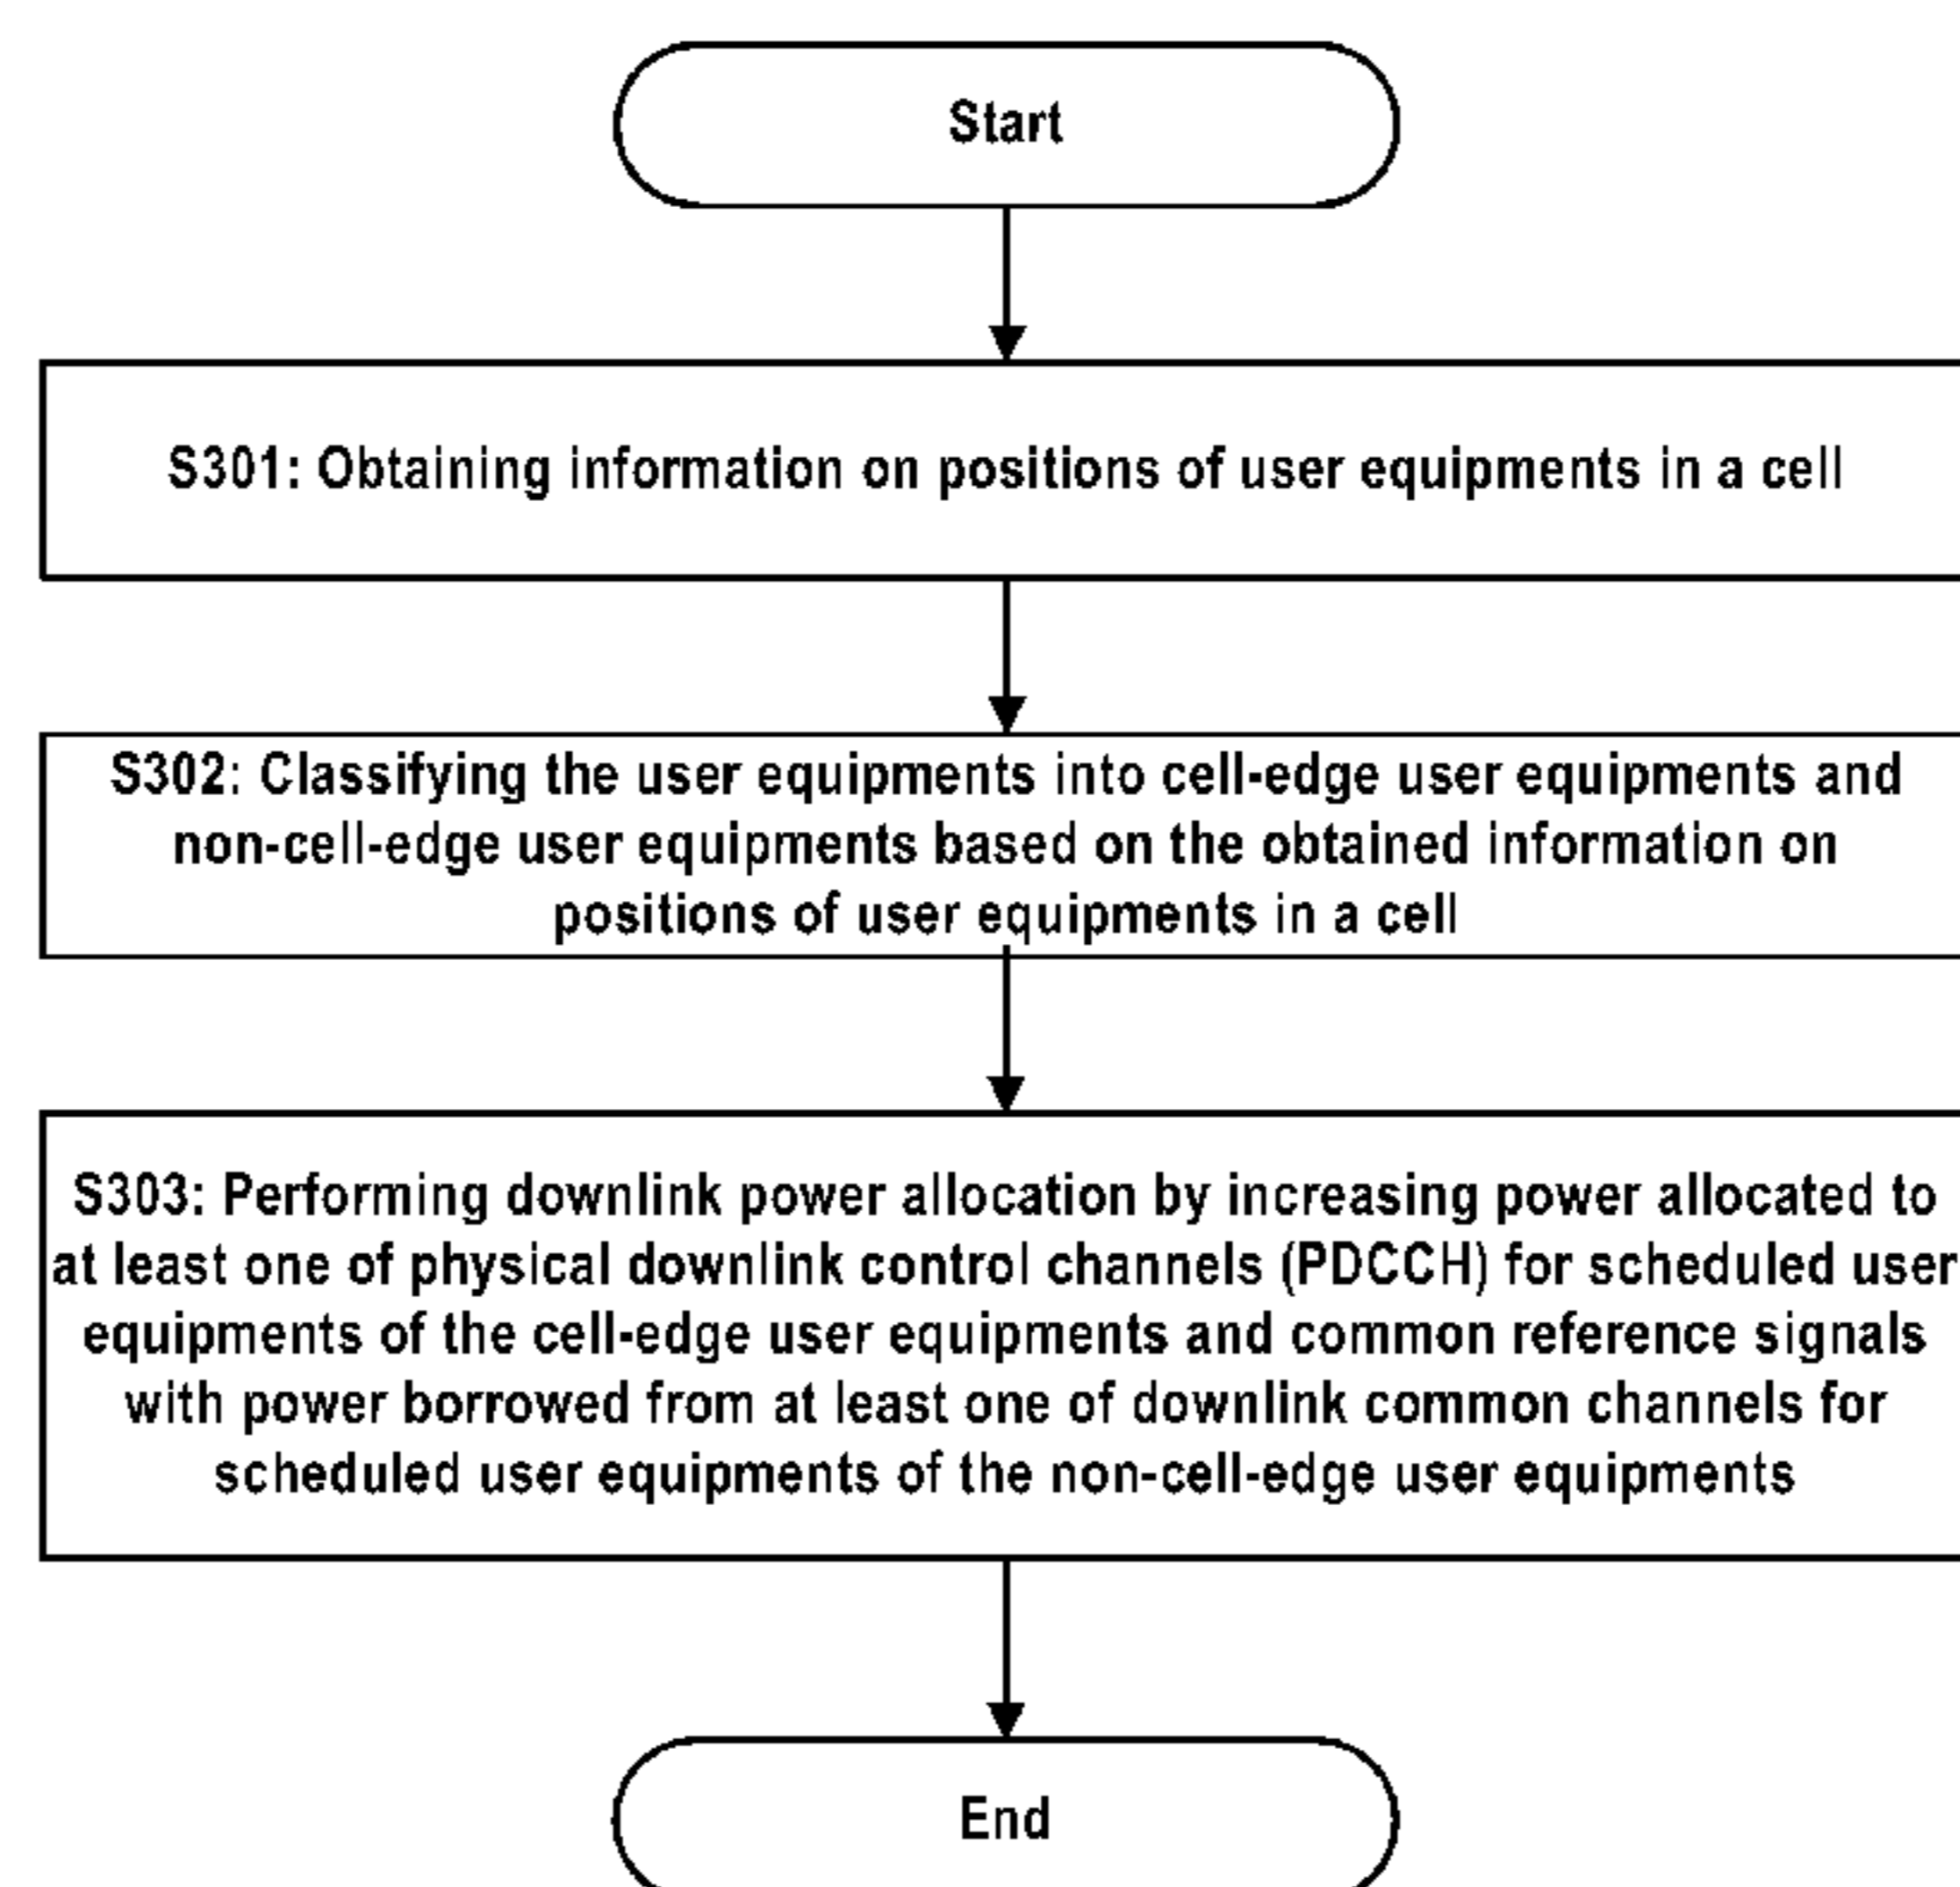 Start
S301: Obtaining information on positions of user equipments in a cell
S302: Classifying the user equipments into cell-edge user equipments and
non-cell-edge user equipments based on the obtained information on
positions of user equipments in a cell
S303: Performing downlink power allocation by increasing power allocated to
at least one of physical downlink control channels (PDCCH) for scheduled user
equipments of the cell-edge user equipments and common reference signals
with power borrowed from at least one of downlink common channels for
scheduled user equipments of the non-cell-edge user equipments
End